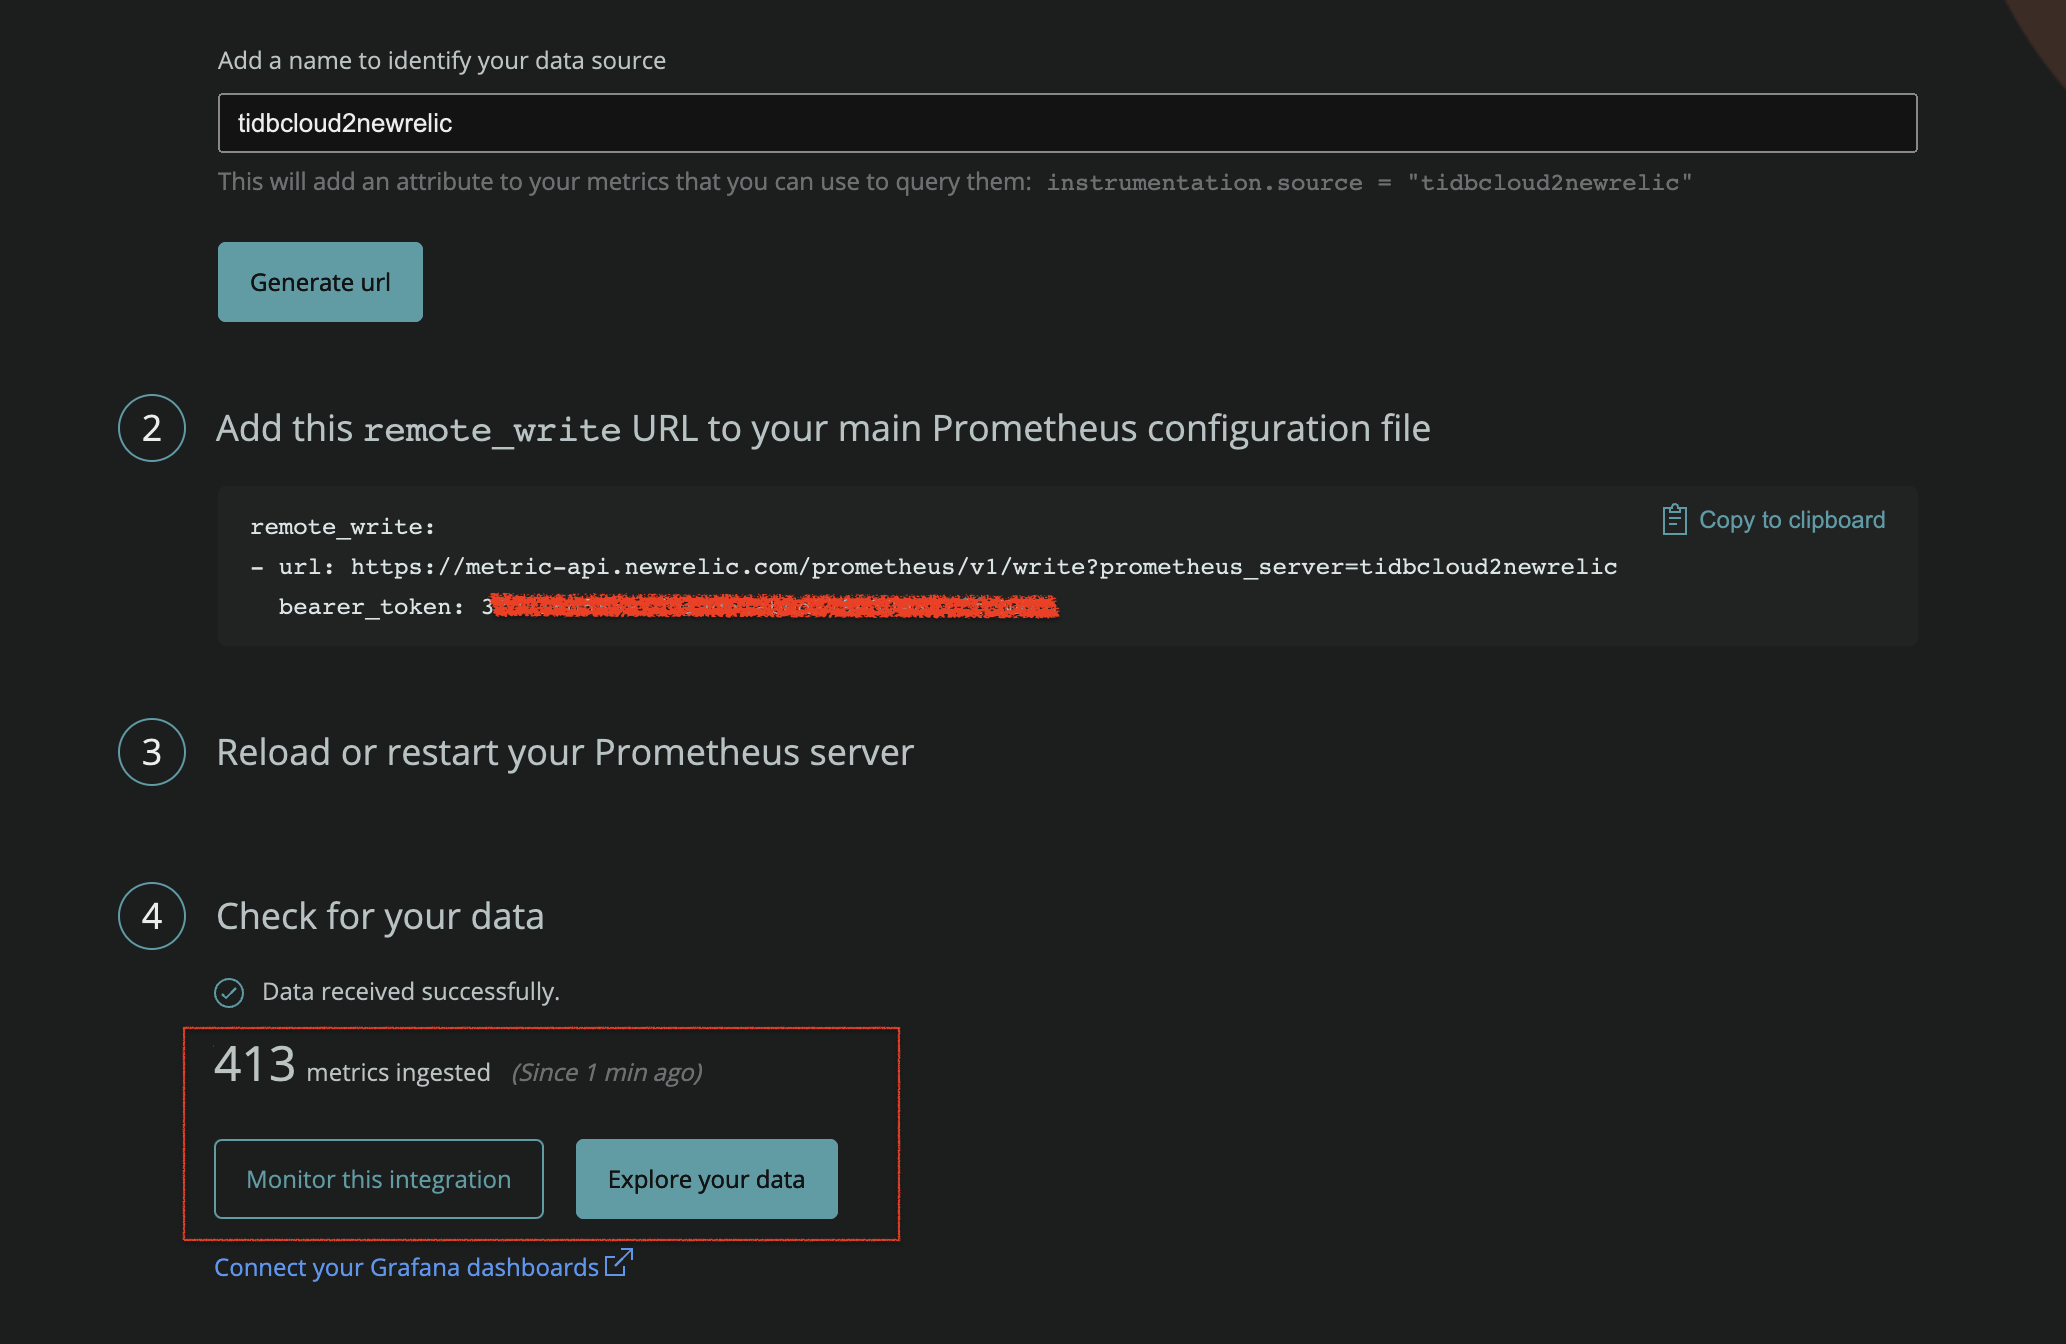 Add a name to identify your data source
tidbcloud2newrelic
This will add an attribute to your metrics that you can use to query them: instrumentation.source = "tidbcloud2newrelic"
Generate url
2 Add this remote_write URL to your main Prometheus configuration file
Copy to clipboard
remote_write:
- url: https://metric-api.newrelic.com/prometheus/v1/write?prometheus_server=tidbcloud2newrelic
bearer_token: 3
3 Reload or restart your Prometheus server
4 Check for your data
Data received successfully.
413 metrics ingested (Since 1 min ago)
Monitor this integration Explore your data
Connect your Grafana dashboards